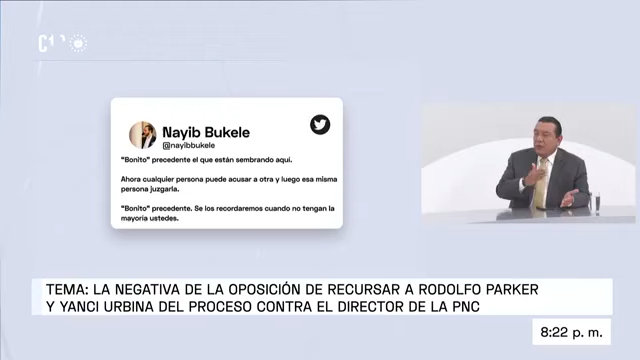 C10
Nayib Bukele
@nayibbukele
"Bonito" precedente el que están sembrando aquí.
Ahora cualquier persona puede acusar a otra y luego esa misma
persona juzgarla.
"Bonito" precedente. Se los recordaremos cuando no tengan la
mayoría ustedes.
TEMA: LA NEGATIVA DE LA OPOSICIÓN DE RECURSAR A RODOLFO PARKER
Y YANCI URBINA DEL PROCESO CONTRA EL DIRECTOR DE LA PNC
8:22 p. m.